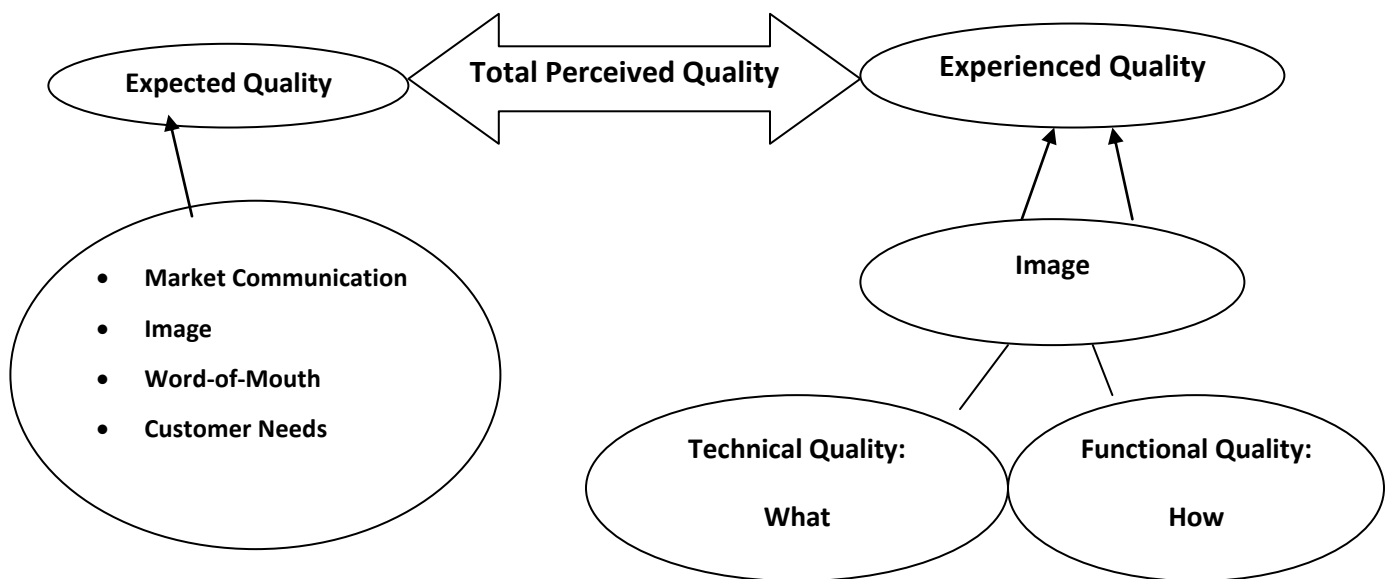 Expected Quality
Total Perceived Quality
Experienced Quality
• Market Communication
• Image
• Word-of-Mouth
• Customer Needs
Image
Technical Quality:
What
Functional Quality:
How